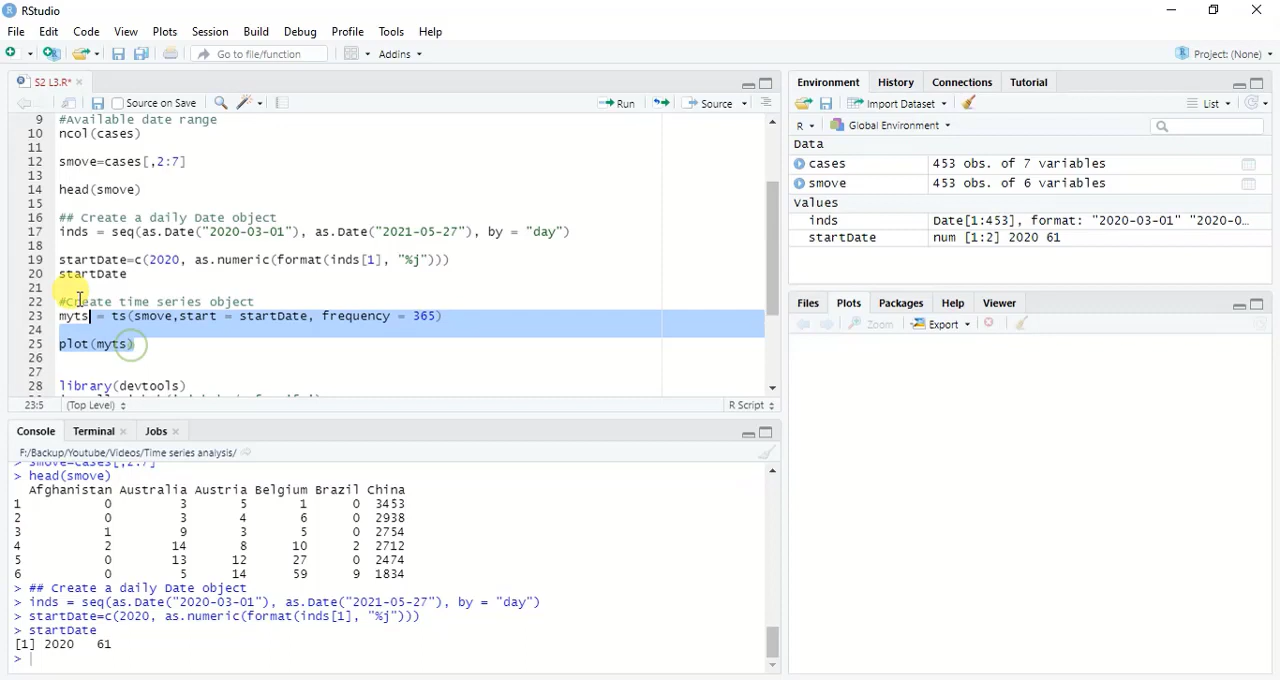 RStudio
File Edit Code View Plots Session Build Debug Profile Tools Help
Go to file/function Addins Project: (None)
S2 L3.R*
Source on Save Run Source
9 #Available date range
10 ncol(cases)
11
12 smove=cases[,2:7]
13
14 head(smove)
15
16 ## Create a daily Date object
17 inds = seq(as.Date("2020-03-01"), as.Date("2021-05-27"), by = "day")
18
19 startDate=c(2020, as.numeric(format(inds[1], "%j")))
20 startDate
21
22 #Create time series object
23 myts = ts(smove,start = startDate, frequency = 365)
24
25 plot(myts)
26
27
28 library(devtools)
23:5 (Top Level) R Script
Console Terminal Jobs
F:/Backup/Youtube/Videos/Time series analysis/
> smove=cases[,2:7]
> head(smove)
Afghanistan Australia Austria Belgium Brazil China
1 0 3 5 1 0 3453
2 0 3 4 6 0 2938
3 1 9 3 5 0 2754
4 2 14 8 10 2 2712
5 0 13 12 27 0 2474
6 0 5 14 59 9 1834
> ## Create a daily Date object
> inds = seq(as.Date("2020-03-01"), as.Date("2021-05-27"), by = "day")
> startDate=c(2020, as.numeric(format(inds[1], "%j")))
> startDate
[1] 2020 61
>
Environment History Connections Tutorial
Import Dataset List
R Global Environment
Data
cases 453 obs. of 7 variables
smove 453 obs. of 6 variables
Values
inds Date[1:453], format: "2020-03-01" "2020-0...
startDate num [1:2] 2020 61
Files Plots Packages Help Viewer
Zoom Export